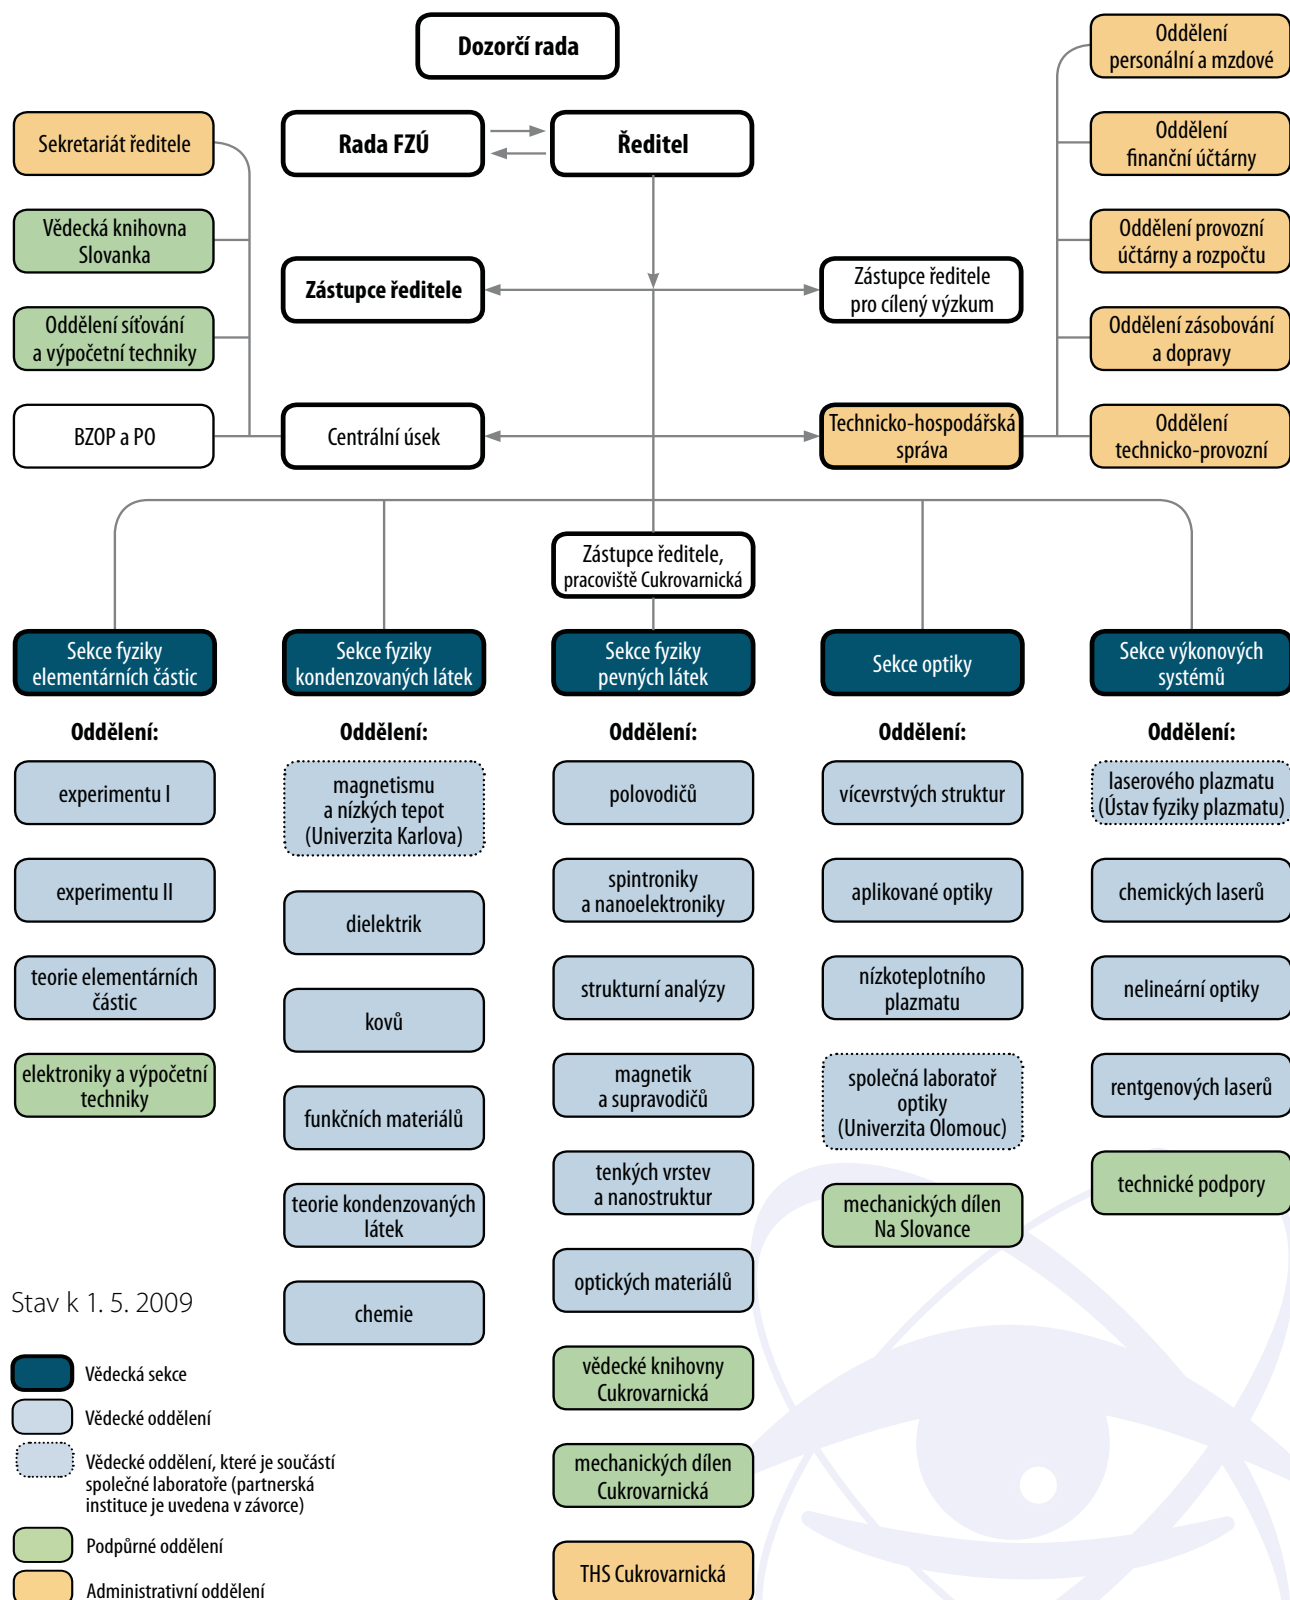 Dozorčí rada
Oddělení
personální a mzdové
Sekretariát ředitele
Rada FZÚ
Ředitel
Oddělení
finanční účtárny
Vědecká knihovna
Slovanka
Oddělení provozní
účtárny a rozpočtu
Zástupce ředitele
Zástupce ředitele
pro cílený výzkum
Oddělení síťování
a výpočetní techniky
Oddělení zásobování
a dopravy
BZOP a PO
Centrální úsek
Technicko-hospodářská
správa
Oddělení
technicko-provozní
Zástupce ředitele,
pracoviště Cukrovarnická
Sekce fyziky
elementárních částic
Sekce fyziky
kondenzovaných látek
Sekce fyziky
pevných látek
Sekce optiky
Sekce výkonových
systémů
Oddělení:
experimentu I
experimentu II
teorie elementárních
částic
elektroniky a výpočetní
techniky
Oddělení:
magnetismu
a nízkých tepot
(Univerzita Karlova)
dielektrik
kovů
funkčních materiálů
teorie kondenzovaných
látek
chemie
Oddělení:
polovodičů
spintroniky
a nanoelektroniky
strukturní analýzy
magnetik
a supravodičů
tenkých vrstev
a nanostruktur
optických materiálů
vědecké knihovny
Cukrovarnická
mechanických dílen
Cukrovarnická
THS Cukrovarnická
Oddělení:
vícevrstvých struktur
aplikované optiky
nízkoteplotního
plazmatu
společná laboratoř
optiky
(Univerzita Olomouc)
mechanických dílen
Na Slovance
Oddělení:
laserového plazmatu
(Ústav fyziky plazmatu)
chemických laserů
nelineární optiky
rentgenových laserů
technické podpory
Stav k 1. 5. 2009
Vědecká sekce
Vědecké oddělení
Vědecké oddělení, které je součástí
společné laboratoře (partnerská
instituce je uvedena v závorce)
Podpůrné oddělení
Administrativní oddělení